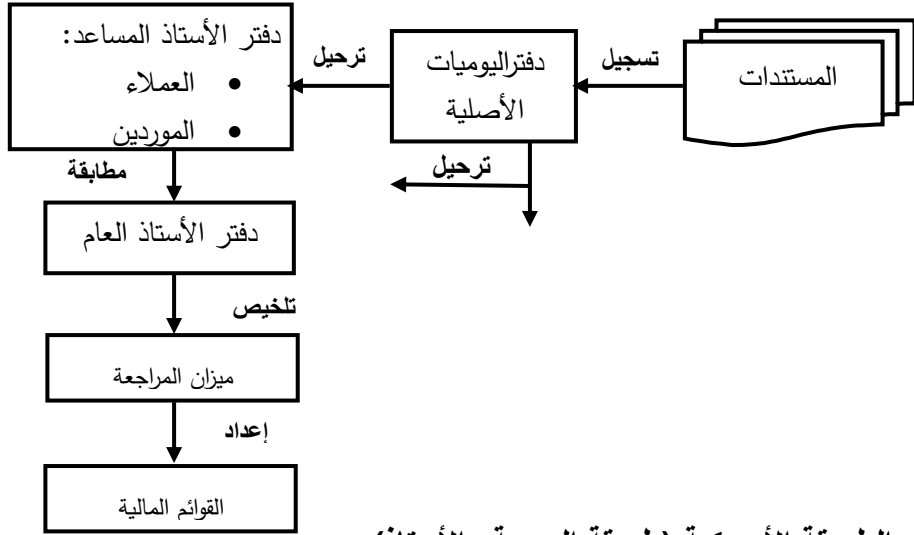 المستندات
تسجيل
دفتراليوميات
الأصلية
ترحيل
ترحيل
دفتر الأستاذ المساعد:
• العملاء
• الموردين
مطابقة
دفتر الأستاذ العام
تلخيص
ميزان المراجعة
إعداد
القوائم المالية